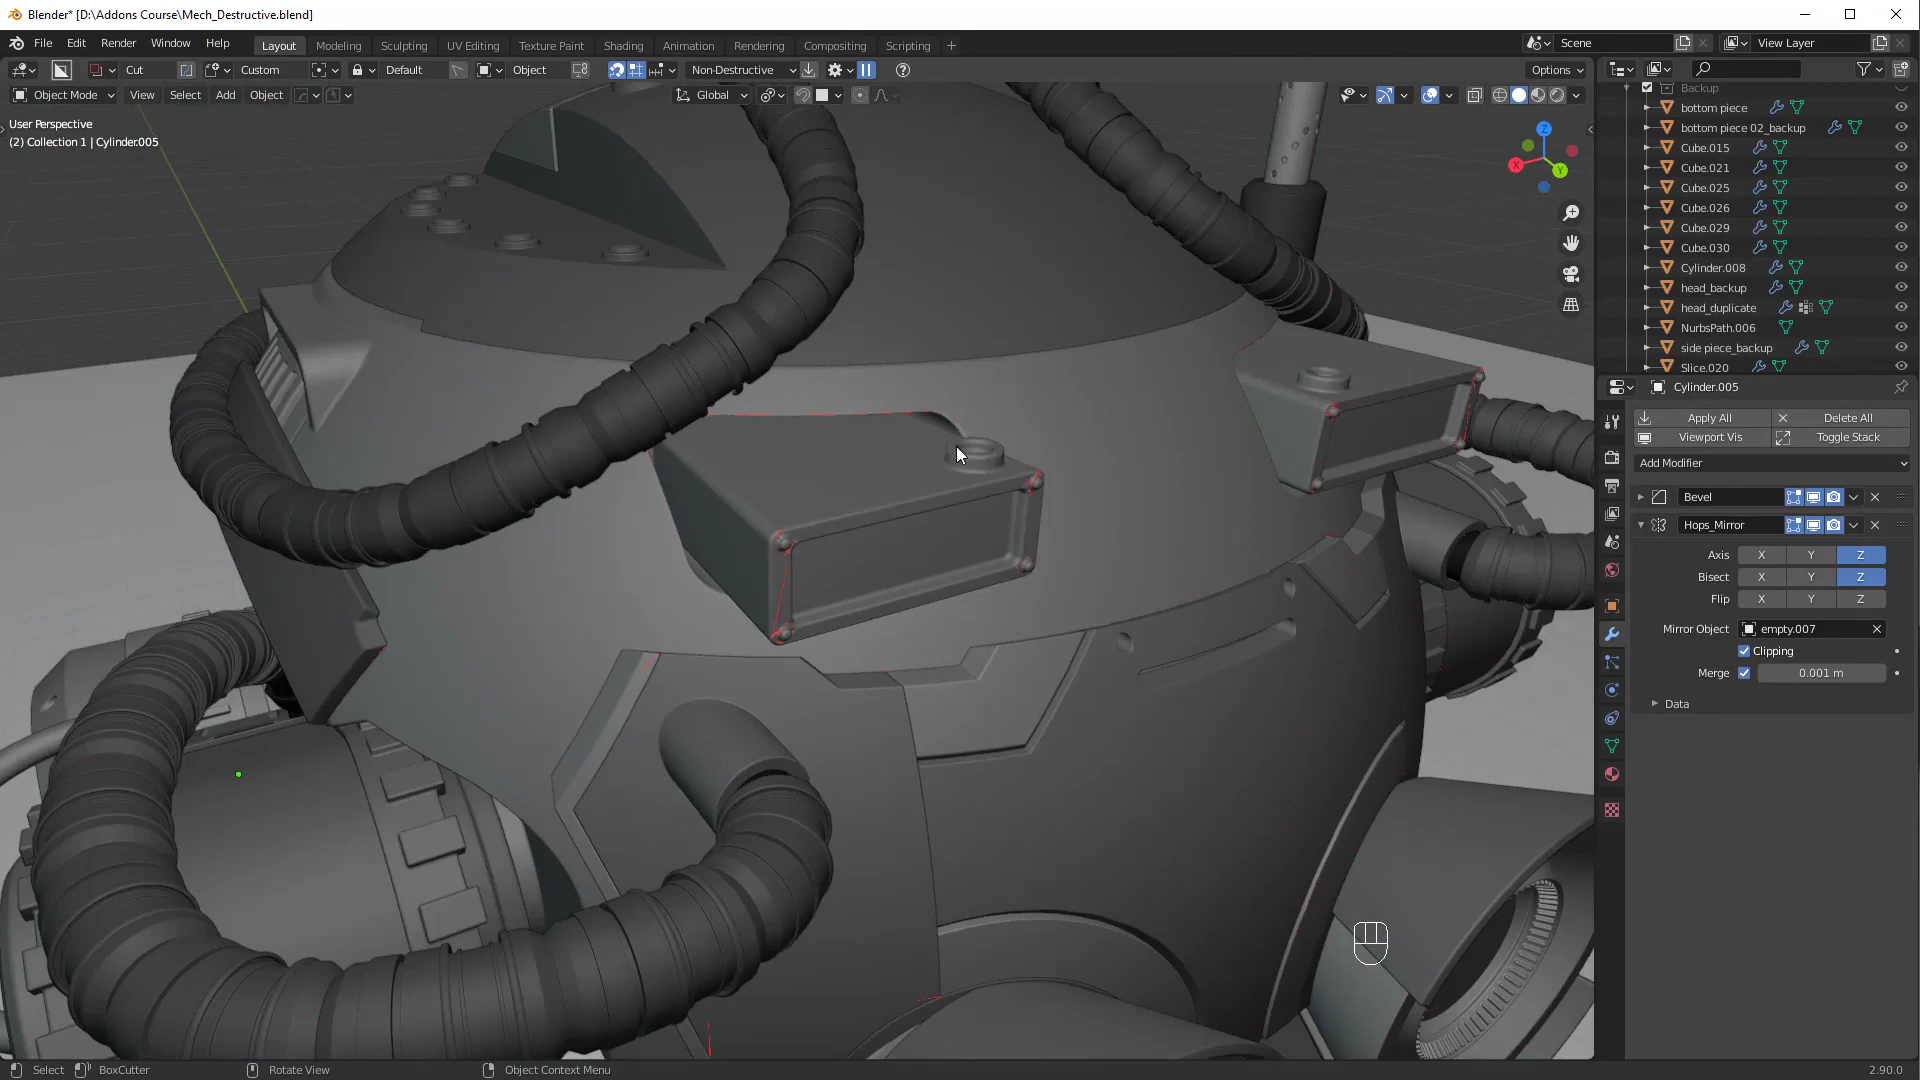 Blender* [D:\Addons Course\Mech_Destructive.blend]
File Edit Render Window Help Layout Modeling Sculpting UV Editing Texture Paint Shading Animation Rendering Compositing Scripting + Scene View Layer
Cut Custom Default Object Non-Destructive Options
Object Mode View Select Add Object Global
User Perspective
(2) Collection 1 | Cylinder.005
Z
X
Y
Backup
bottom piece
bottom piece 02_backup
Cube.015
Cube.021
Cube.025
Cube.026
Cube.029
Cube.030
Cylinder.008
head_backup
head_duplicate
NurbsPath.006
side piece_backup
Slice.020
Cylinder.005
Apply All Delete All
Viewport Vis Toggle Stack
Add Modifier
Bevel
Hops_Mirror
Axis X Y Z
Bisect X Y Z
Flip X Y Z
Mirror Object empty.007
Clipping
Merge 0.001 m
Data
Select BoxCutter Rotate View Object Context Menu 2.90.0